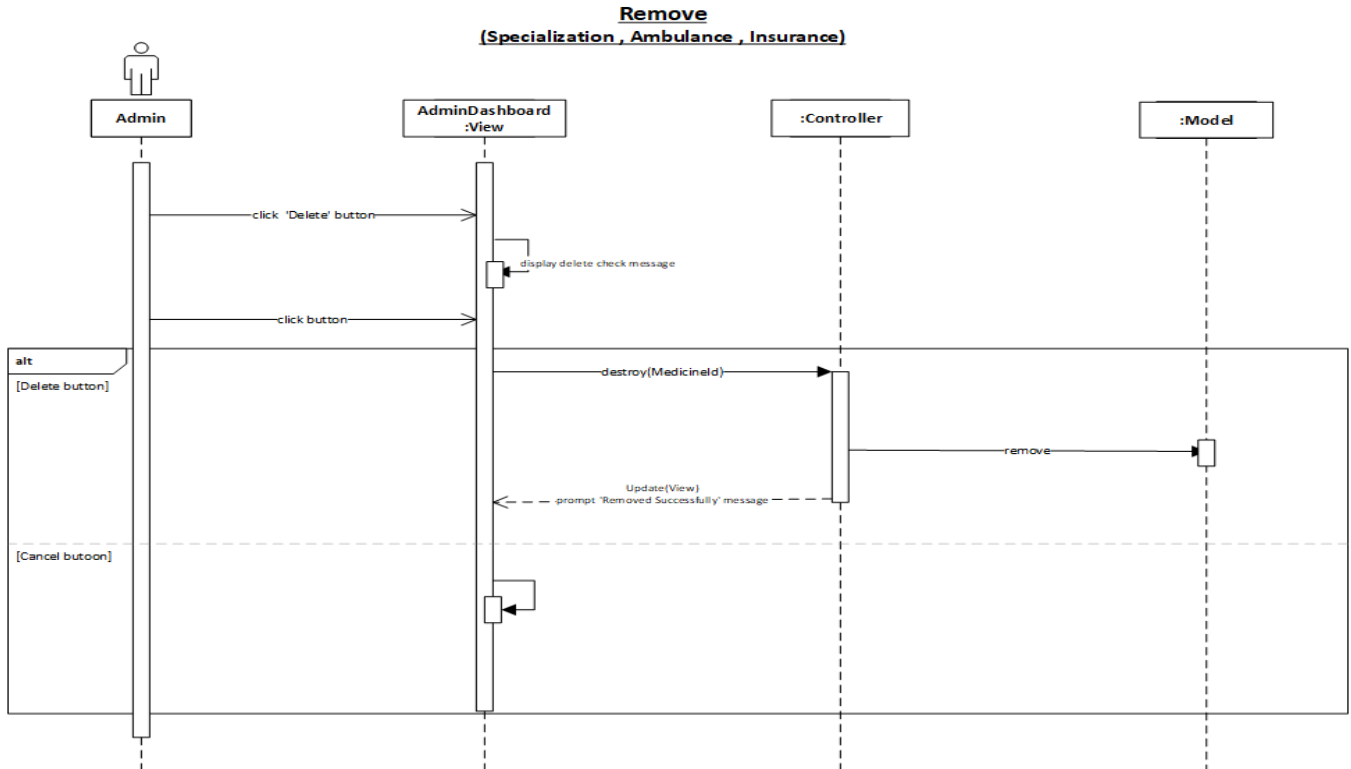 Remove
(Specialization , Ambulance , Insurance)
Admin
AdminDashboard
:View
:Controller
:Model
click 'Delete' button
display delete check message
click button
alt
[Delete button]
destroy(MedicineId)
remove
Update(View)
prompt 'Removed Successfully' message
[Cancel butoon]